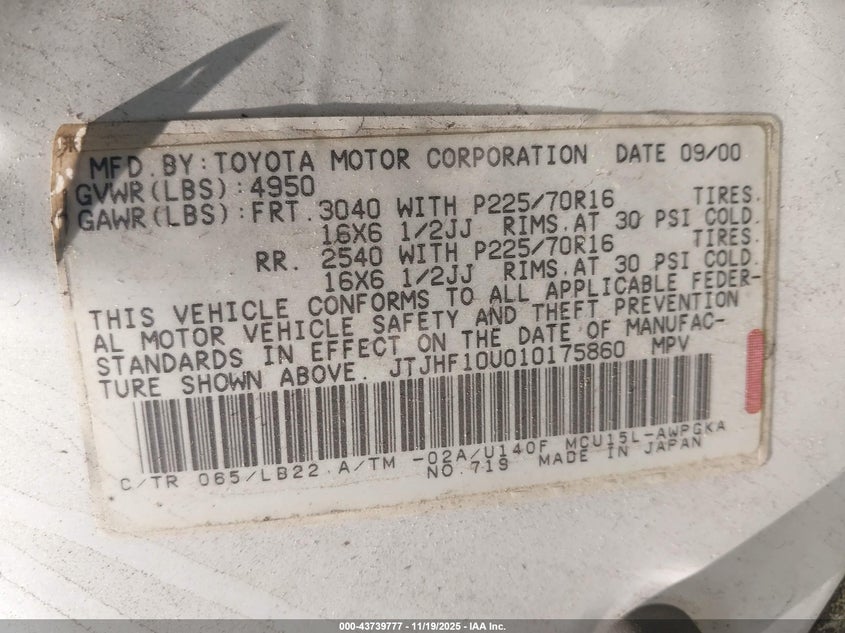 MFD. BY: TOYOTA MOTOR CORPORATION DATE 09/00
GVWR(LBS):4950
GAWR(LBS):FRT. 3040 WITH P225/70R16 TIRES.
16X6 1/2JJ RIMS.AT 30 PSI COLD.
RR. 2540 WITH P225/70R16 TIRES.
16X6 1/2JJ RIMS.AT 30 PSI COLD.
THIS VEHICLE CONFORMS TO ALL APPLICABLE FEDER-
AL MOTOR VEHICLE SAFETY AND THEFT PREVENTION
STANDARDS IN EFFECT ON THE DATE OF MANUFAC-
TURE SHOWN ABOVE. JTJHF10U010175860 MPV
C/TR 065/LB22 A/TM -02A/U140F MCU15L-AWPGKA
NO.719 MADE IN JAPAN
000-43739777 - 11/19/2025 - IAA Inc.